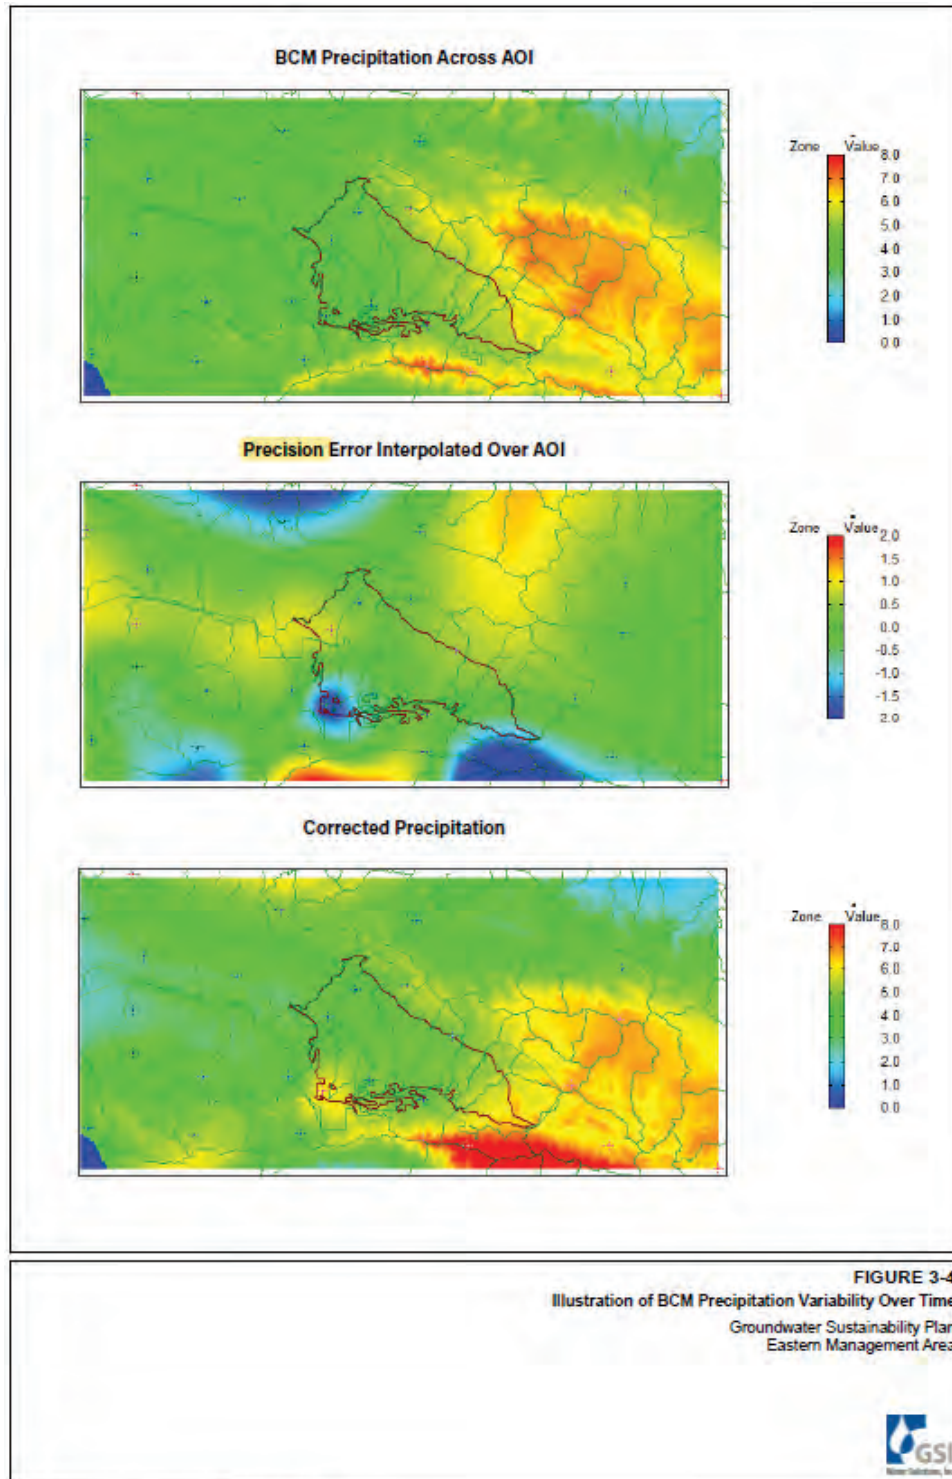 BCM Precipitation Across AOI
Zone Value
8.0
7.0
6.0
5.0
4.0
3.0
2.0
1.0
0.0
Precision Error Interpolated Over AOI
Zone Value
2.0
1.5
1.0
0.5
0.0
-0.5
-1.0
-1.5
2.0
Corrected Precipitation
Zone Value
8.0
7.0
6.0
5.0
4.0
3.0
2.0
1.0
0.0
FIGURE 3-4
Illustration of BCM Precipitation Variability Over Time
Groundwater Sustainability Plan
Eastern Management Area
GSI
Water Solutions, Inc.